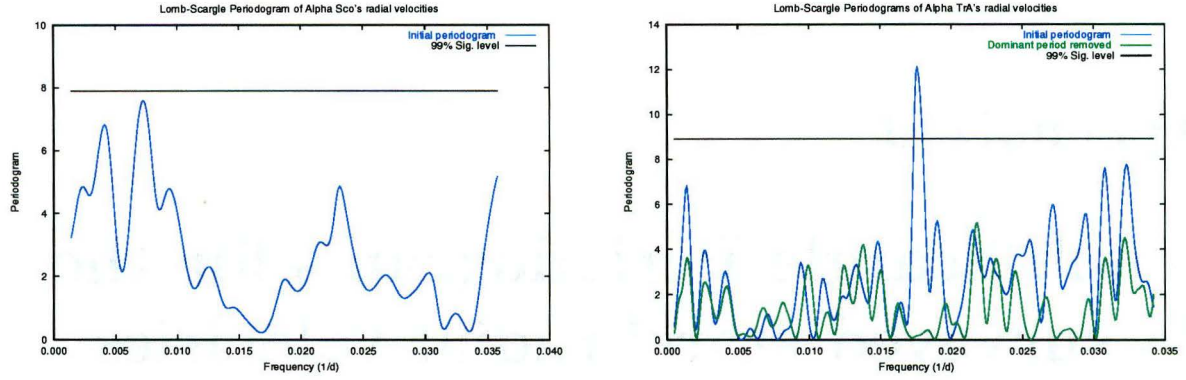 Lomb-Scargle Periodogram of Alpha Sco's radial velocities
10
8
6
4
2
0
Periodogram
Initial periodogram
99% Sig. level
0.000 0.005 0.010 0.015 0.020 0.025 0.030 0.035 0.040
Frequency (1/d)
Lomb-Scargle Periodograms of Alpha TrA's radial velocities
14
12
10
8
6
4
2
0
Periodogram
Initial periodogram
Dominant period removed
99% Sig. level
0.000 0.005 0.010 0.015 0.020 0.025 0.030 0.035
Frequency (1/d)